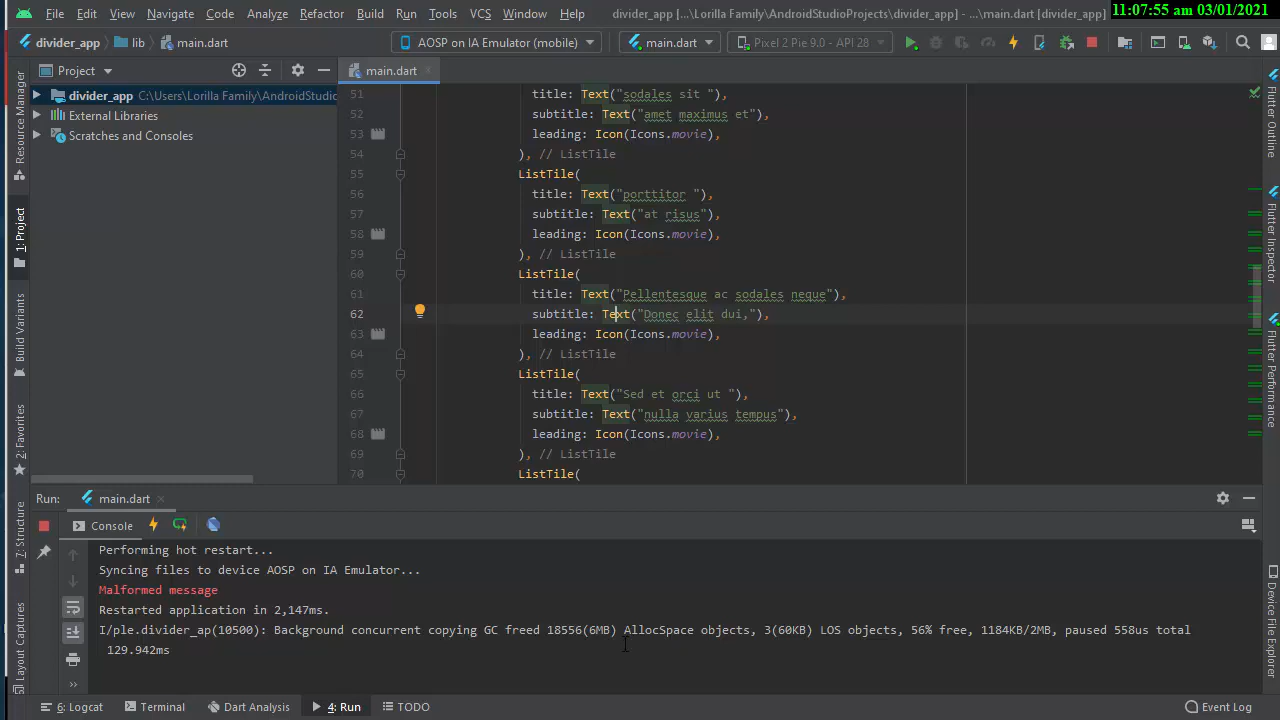 File Edit View Navigate Code Analyze Refactor Build Run Tools VCS Window Help divider_app [...\Lorilla Family\AndroidStudioProjects\divider_app] - ...\main.dart [divider_app]
11:07:55 am 03/01/2021
divider_app lib main.dart AOSP on IA Emulator (mobile) main.dart Pixel 2 Pie 9.0 - API 28
Project main.dart
divider_app C:\Users\Lorilla Family\AndroidStudio
External Libraries
Scratches and Consoles
Resource Manager
1: Project
Build Variants
2: Favorites
7: Structure
Layout Captures
51 title: Text("sodales sit "),
52 subtitle: Text("amet maximus et"),
53 leading: Icon(Icons.movie),
54 ), // ListTile
55 ListTile(
56 title: Text("porttitor "),
57 subtitle: Text("at risus"),
58 leading: Icon(Icons.movie),
59 ), // ListTile
60 ListTile(
61 title: Text("Pellentesque ac sodales neque"),
62 subtitle: Text("Donec elit dui,"),
63 leading: Icon(Icons.movie),
64 ), // ListTile
65 ListTile(
66 title: Text("Sed et orci ut "),
67 subtitle: Text("nulla varius tempus"),
68 leading: Icon(Icons.movie),
69 ), // ListTile
70 ListTile(
Flutter Outline
Flutter Inspector
Flutter Performance
Device File Explorer
Run: main.dart
Console
Performing hot restart...
Syncing files to device AOSP on IA Emulator...
Malformed message
Restarted application in 2,147ms.
I/ple.divider_ap(10500): Background concurrent copying GC freed 18556(6MB) AllocSpace objects, 3(60KB) LOS objects, 56% free, 1184KB/2MB, paused 558us total
129.942ms
6: Logcat Terminal Dart Analysis 4: Run TODO Event Log